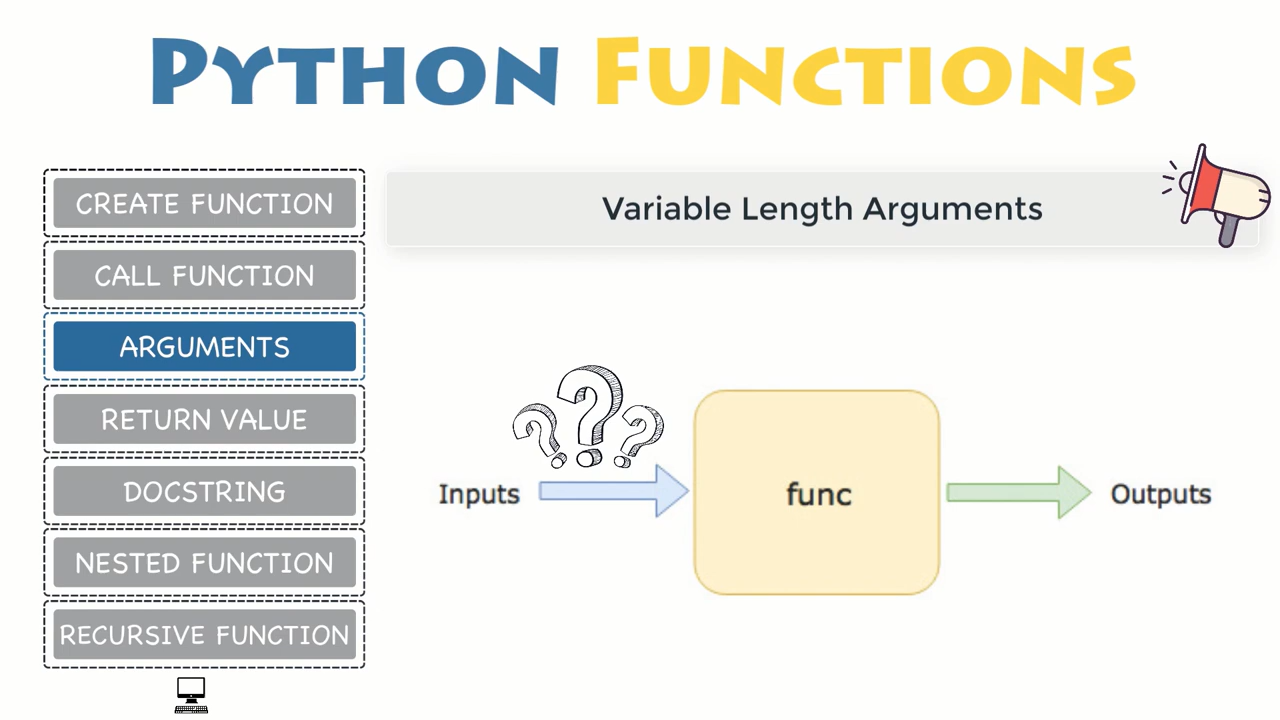 PYTHON FUNCTIONS
CREATE FUNCTION
CALL FUNCTION
ARGUMENTS
RETURN VALUE
DOCSTRING
NESTED FUNCTION
RECURSIVE FUNCTION
Variable Length Arguments
???
Inputs
func
Outputs